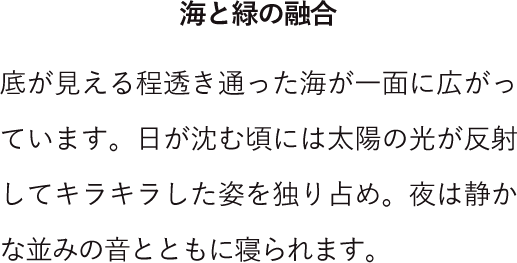 海と緑の融合
底が見える程透き通った海が一面に広がっ
ています。日が沈む頃には太陽の光が反射
してキラキラした姿を独り占め。夜は静か
な並みの音とともに寝られます。